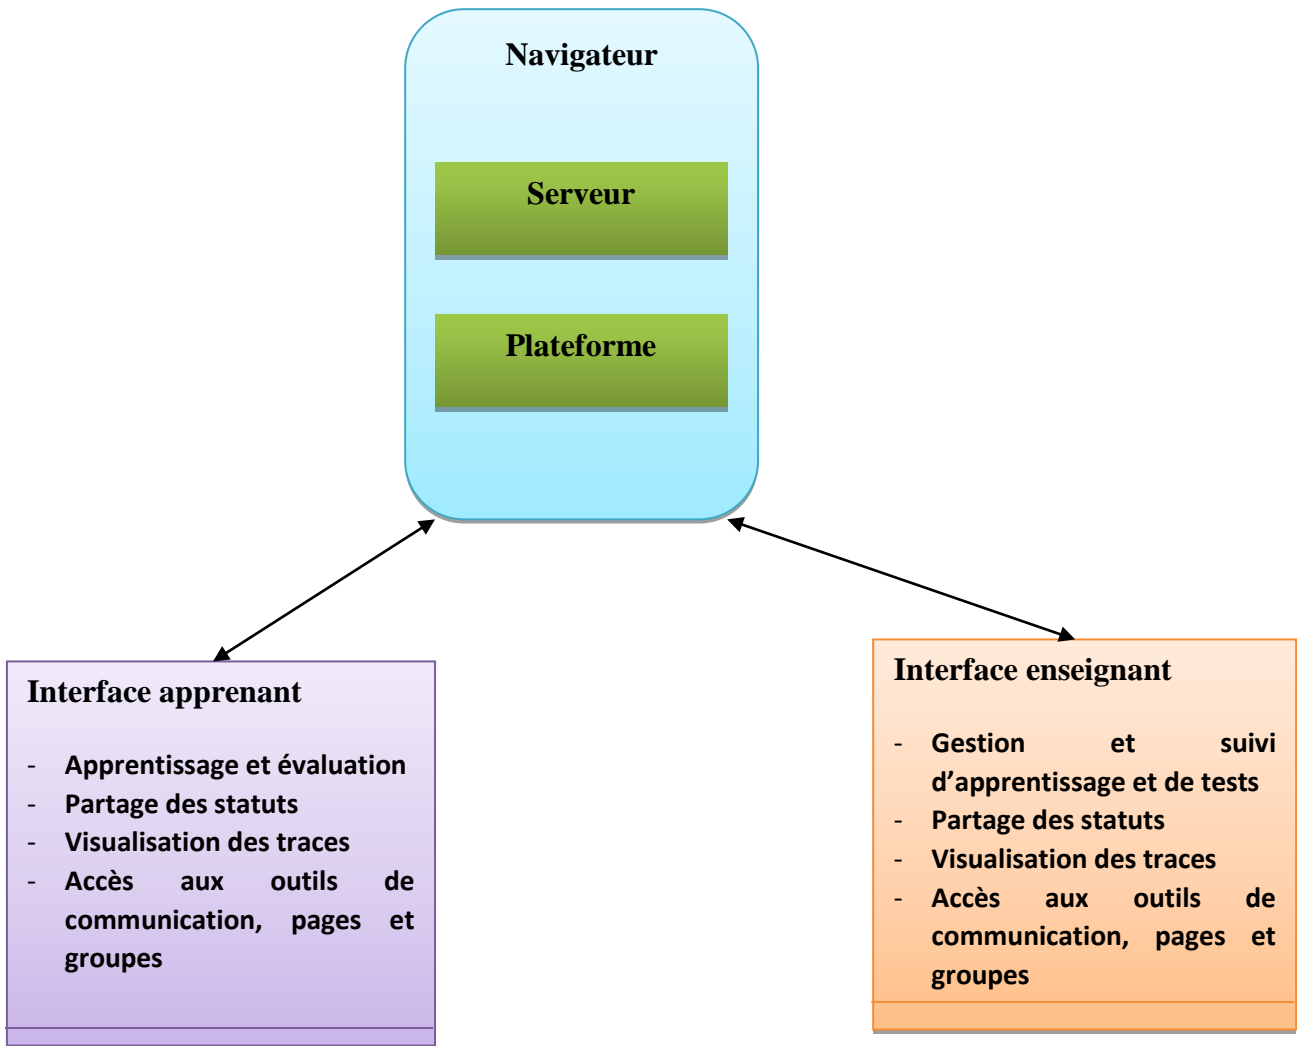 Navigateur
Serveur
Plateforme
Interface apprenant
- Apprentissage et évaluation
- Partage des statuts
- Visualisation des traces
- Accès aux outils de
communication, pages et
groupes
Interface enseignant
- Gestion et suivi
d’apprentissage et de tests
- Partage des statuts
- Visualisation des traces
- Accès aux outils de
communication, pages et
groupes